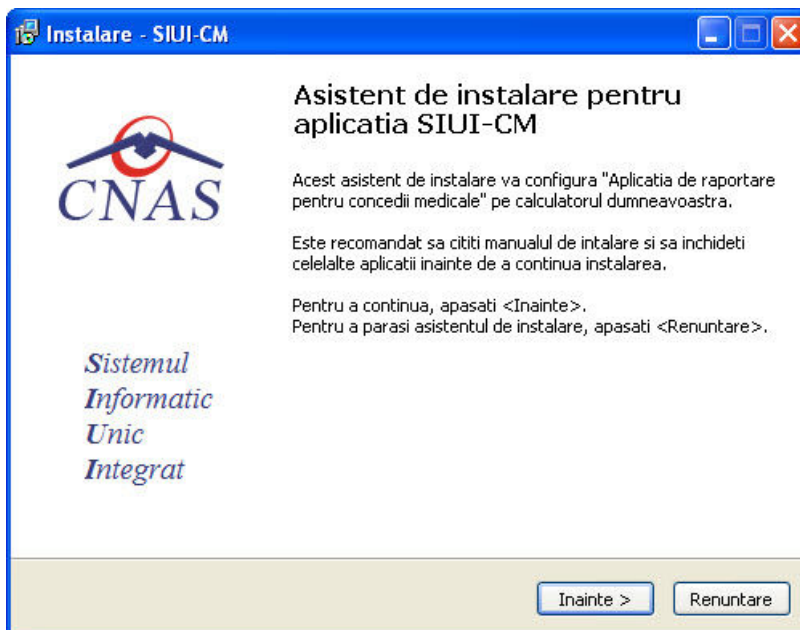 Instalare - SIUI-CM
Asistent de instalare pentru
aplicatia SIUI-CM
Acest asistent de instalare va configura "Aplicatia de raportare
pentru concedii medicale" pe calculatorul dumneavoastra.
Este recomandat sa cititi manualul de intalare si sa inchideti
celelalte aplicatii inainte de a continua instalarea.
Pentru a continua, apasati <Inainte>.
Pentru a parasi asistentul de instalare, apasati <Renuntare>.
CNAS
Sistemul
Informatic
Unic
Integrat
Inainte >
Renuntare